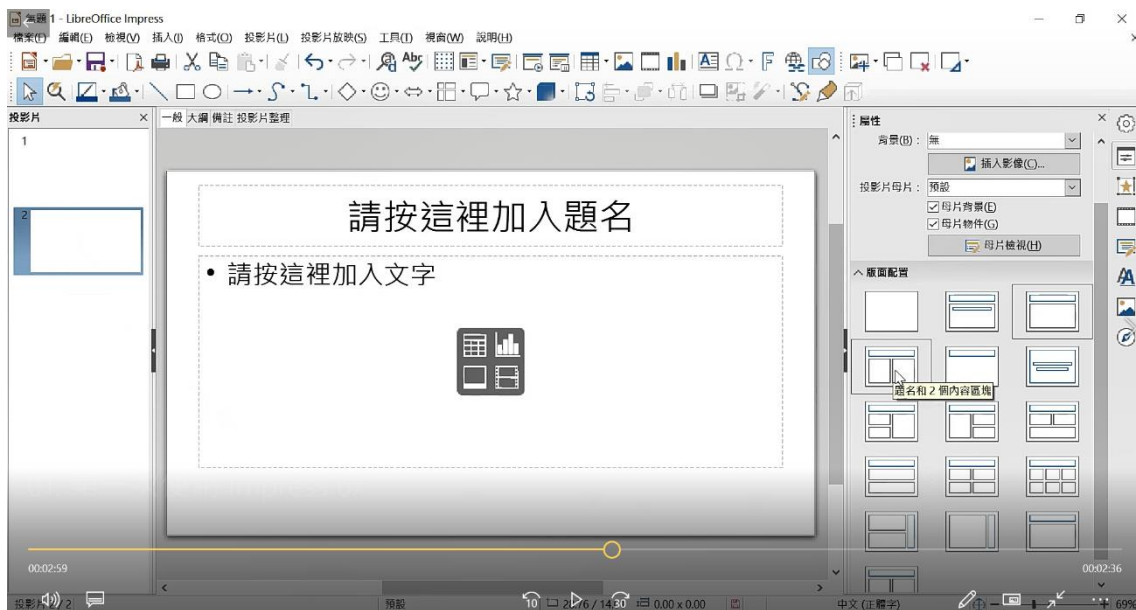 無題 1 - LibreOffice Impress
檔案(F) 編輯(E) 檢視(V) 插入(I) 格式(O) 投影片(L) 投影片放映(S) 工具(T) 視窗(W) 說明(H)
投影片
一般 大綱 備註 投影片整理
屬性
1
背景(B)： 無
插入影像(C)...
投影片母片： 預設
母片背景(E)
母片物件(G)
母片檢視(H)
2
請按這裡加入題名
• 請按這裡加入文字
版面配置
題名和 2 個內容區塊
00:02:59
00:02:36
10
30
預設
0.00 x 0.00
中文 (正體字)
69%